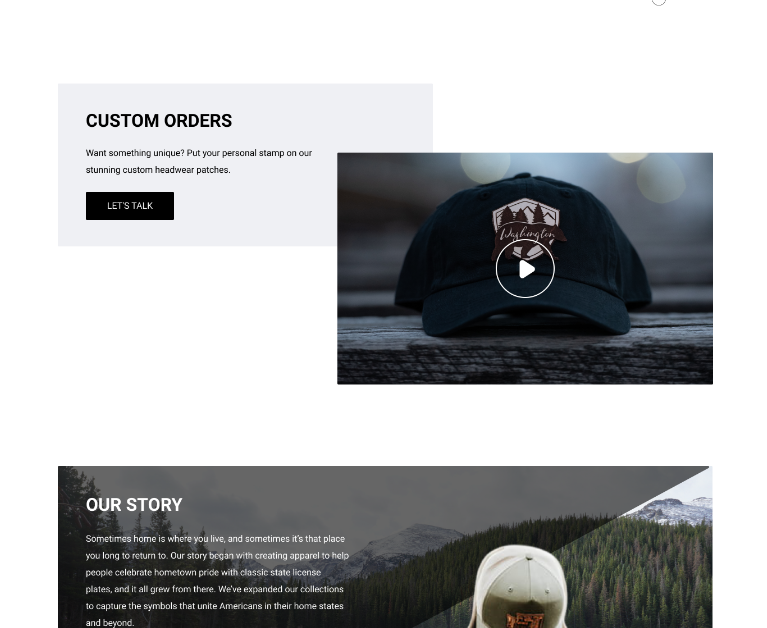 CUSTOM ORDERS
Want something unique? Put your personal stamp on our
stunning custom headwear patches.
LET'S TALK
Washington
OUR STORY
Sometimes home is where you live, and sometimes it's that place
you long to return to. Our story began with creating apparel to help
people celebrate hometown pride with classic state license
plates, and it all grew from there. We've expanded our collections
to capture the symbols that unite Americans in their home states
and beyond.